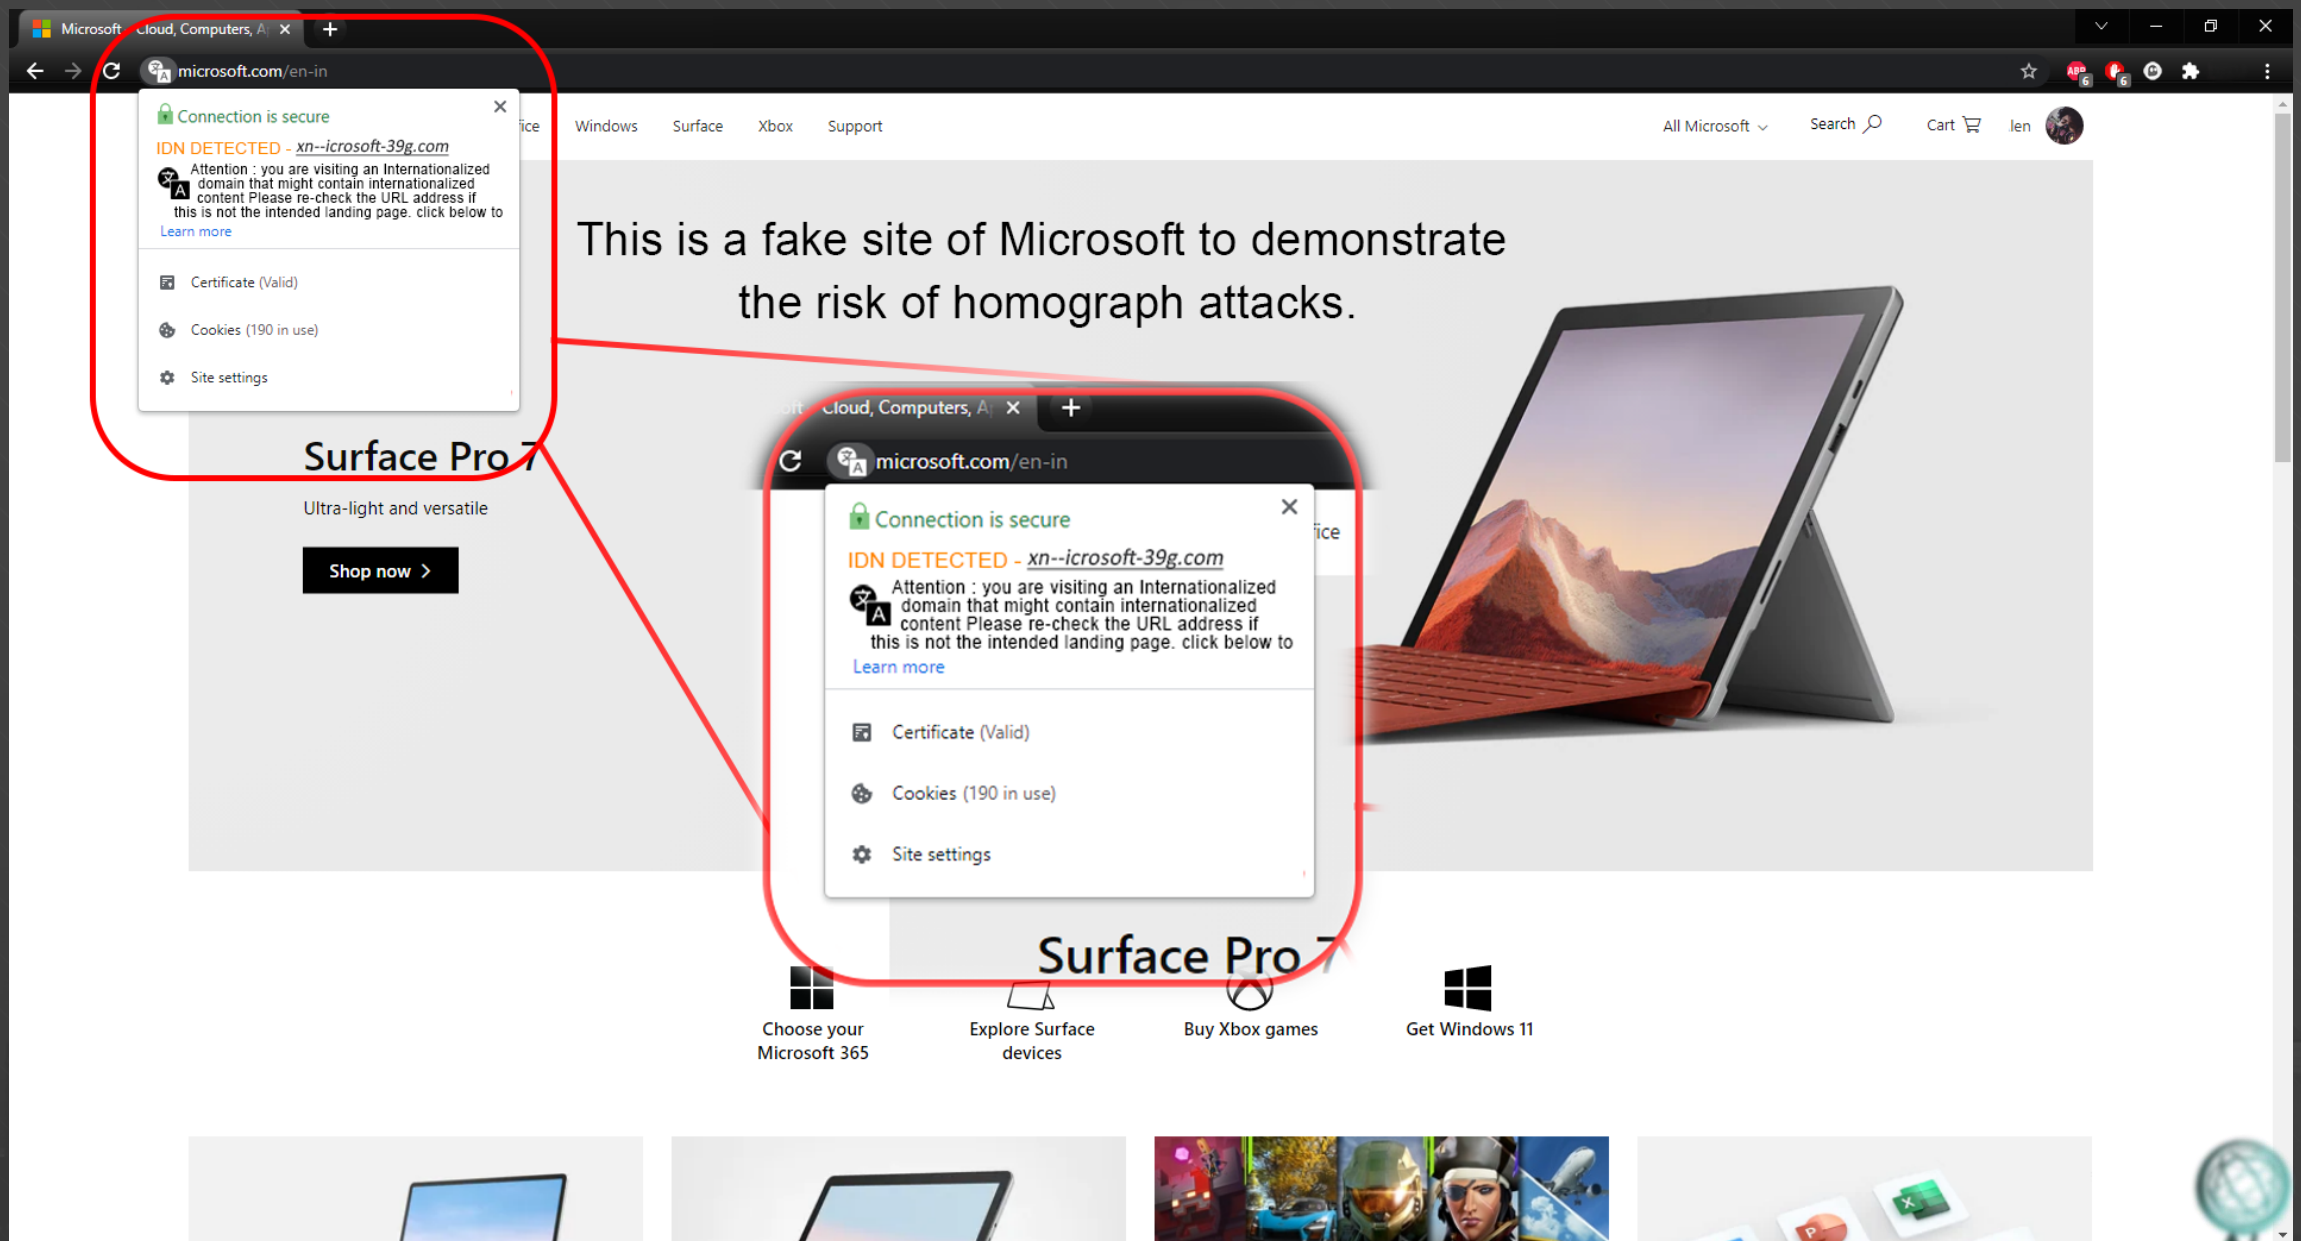 Microsoft - Cloud, Computers, A
microsoft.com/en-in
Connection is secure
IDN DETECTED - xn--icrosoft-39g.com
Attention : you are visiting an Internationalized
domain that might contain internationalized
content Please re-check the URL address if
this is not the intended landing page. click below to
Learn more
Certificate (Valid)
Cookies (190 in use)
Site settings
ABP
6
6
ice
Windows
Surface
Xbox
Support
All Microsoft
Search
Cart
len
This is a fake site of Microsoft to demonstrate
the risk of homograph attacks.
Surface Pro 7
Ultra-light and versatile
Shop now
oft - Cloud, Computers, A
microsoft.com/en-in
Connection is secure
fice
IDN DETECTED - xn--icrosoft-39g.com
Attention : you are visiting an Internationalized
domain that might contain internationalized
content Please re-check the URL address if
this is not the intended landing page. click below to
Learn more
Certificate (Valid)
Cookies (190 in use)
Site settings
Surface Pro 7
Choose your
Microsoft 365
Explore Surface
devices
Buy Xbox games
Get Windows 11